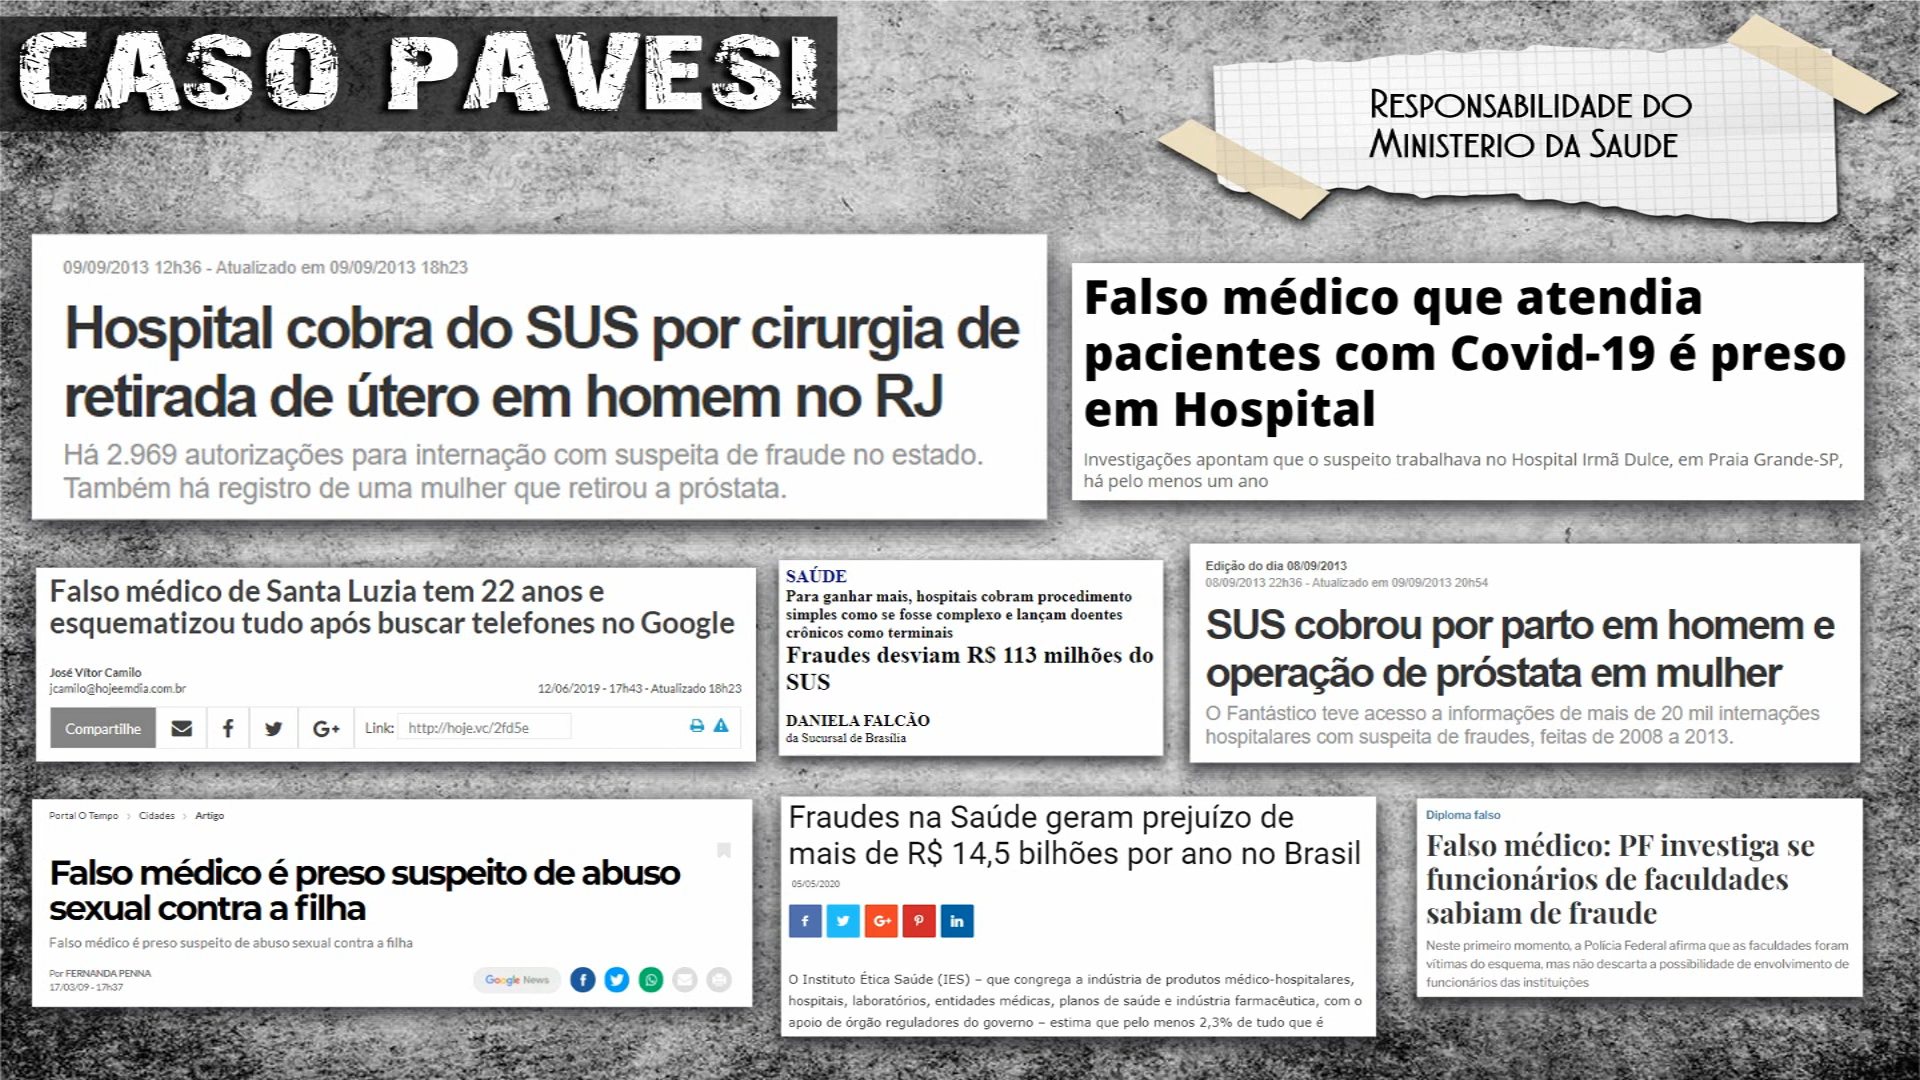 CASO PAVESI
RESPONSABILIDADE DO
MINISTERIO DA SAUDE
09/09/2013 12h36 - Atualizado em 09/09/2013 18h23
Hospital cobra do SUS por cirurgia de
retirada de útero em homem no RJ
Há 2.969 autorizações para internação com suspeita de fraude no estado.
Também há registro de uma mulher que retirou a próstata.
Falso médico que atendia
pacientes com Covid-19 é preso
em Hospital
Investigações apontam que o suspeito trabalhava no Hospital Irmã Dulce, em Praia Grande-SP,
há pelo menos um ano
Falso médico de Santa Luzia tem 22 anos e
esquematizou tudo após buscar telefones no Google
José Vítor Camilo
jcamilo@hojeemdia.com.br
12/06/2019 - 17h43 - Atualizado 18h23
Compartilhe
G+
Link: http://hoje.vc/2fd5e
SAÚDE
Para ganhar mais, hospitais cobram procedimento
simples como se fosse complexo e lançam doentes
crônicos como terminais
Fraudes desviam R$ 113 milhões do
SUS
DANIELA FALCÃO
da Sucursal de Brasília
Edição do dia 08/09/2013
08/09/2013 22h36 - Atualizado em 09/09/2013 20h54
SUS cobrou por parto em homem e
operação de próstata em mulher
O Fantástico teve acesso a informações de mais de 20 mil internações
hospitalares com suspeita de fraudes, feitas de 2008 a 2013.
Portal O Tempo > Cidades > Artigo
Falso médico é preso suspeito de abuso
sexual contra a filha
Falso médico é preso suspeito de abuso sexual contra a filha
Por FERNANDA PENNA
17/03/09 - 17h37
Google News
Fraudes na Saúde geram prejuízo de
mais de R$ 14,5 bilhões por ano no Brasil
05/05/2020
G+
in
O Instituto Ética Saúde (IES) – que congrega a indústria de produtos médico-hospitalares,
hospitais, laboratórios, entidades médicas, planos de saúde e indústria farmacêutica, com o
apoio de órgão reguladores do governo – estima que pelo menos 2,3% de tudo que é
Diploma falso
Falso médico: PF investiga se
funcionários de faculdades
sabiam de fraude
Neste primeiro momento, a Polícia Federal afirma que as faculdades foram
vítimas do esquema, mas não descarta a possibilidade de envolvimento de
funcionários das instituições